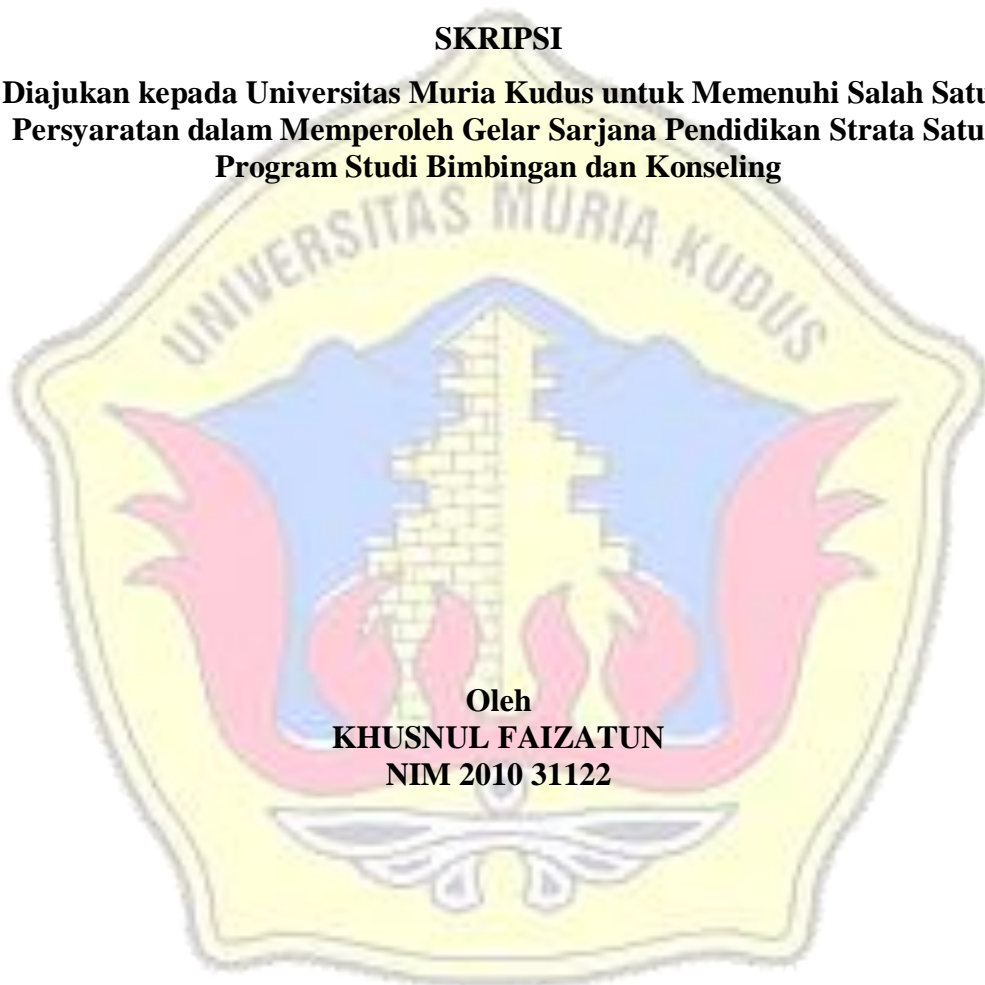 SKRIPSI
Diajukan kepada Universitas Muria Kudus untuk Memenuhi Salah Satu
Persyaratan dalam Memperoleh Gelar Sarjana Pendidikan Strata Satu
Program Studi Bimbingan dan Konseling
UNIVERSITAS MURIA KUDUS
Oleh
KHUSNUL FAIZATUN
NIM 2010 31122